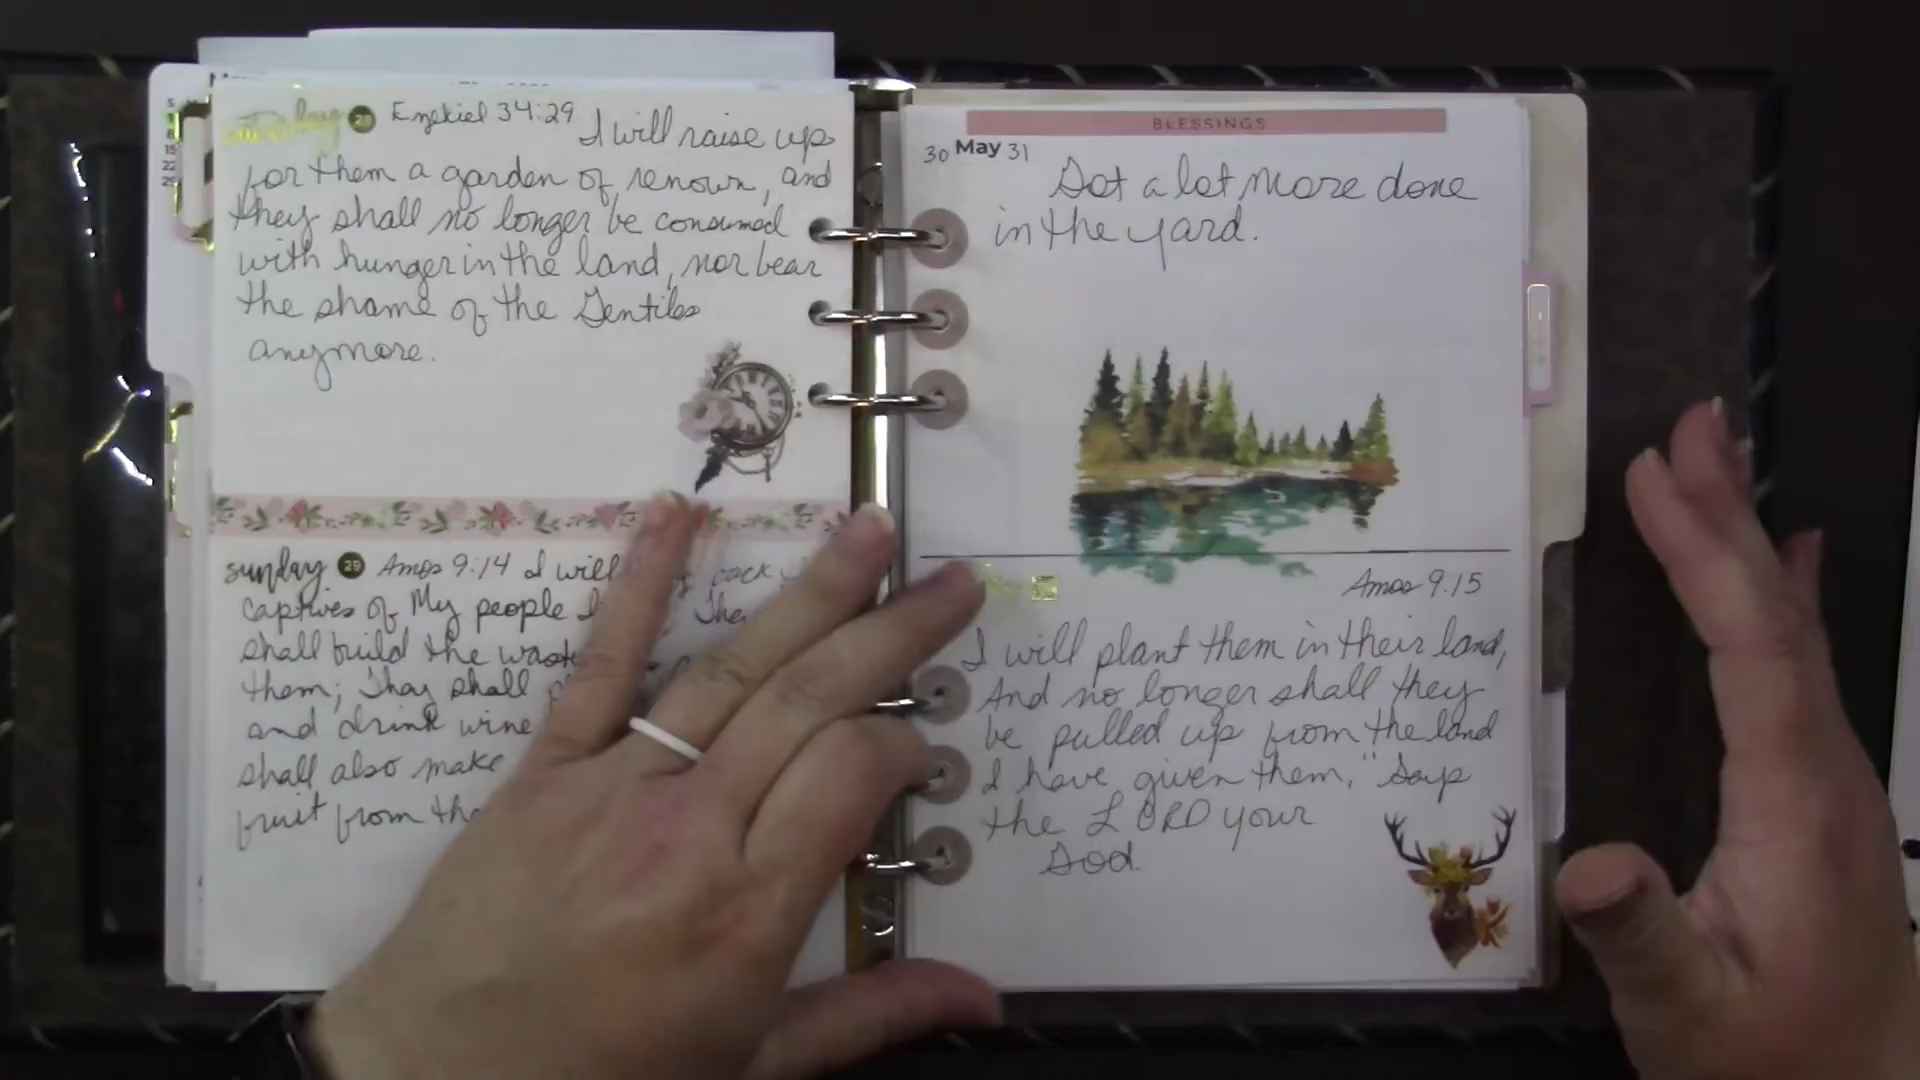 Saturday 28 Ezekiel 34:29 I will raise up
for them a garden of renown, and
they shall no longer be consumed
with hunger in the land, nor bear
the shame of the Gentiles
anymore.
sunday 29 Amos 9:14 I will back
captives of My people The
shall build the waste
them; They shall
and drink wine
shall also make
fruit from
BLESSINGS
30 May 31
Got a lot more done
in the yard.
Amos 9:15
I will plant them in their land,
And no longer shall they
be pulled up from the land
I have given them," Says
the LORD your
God.